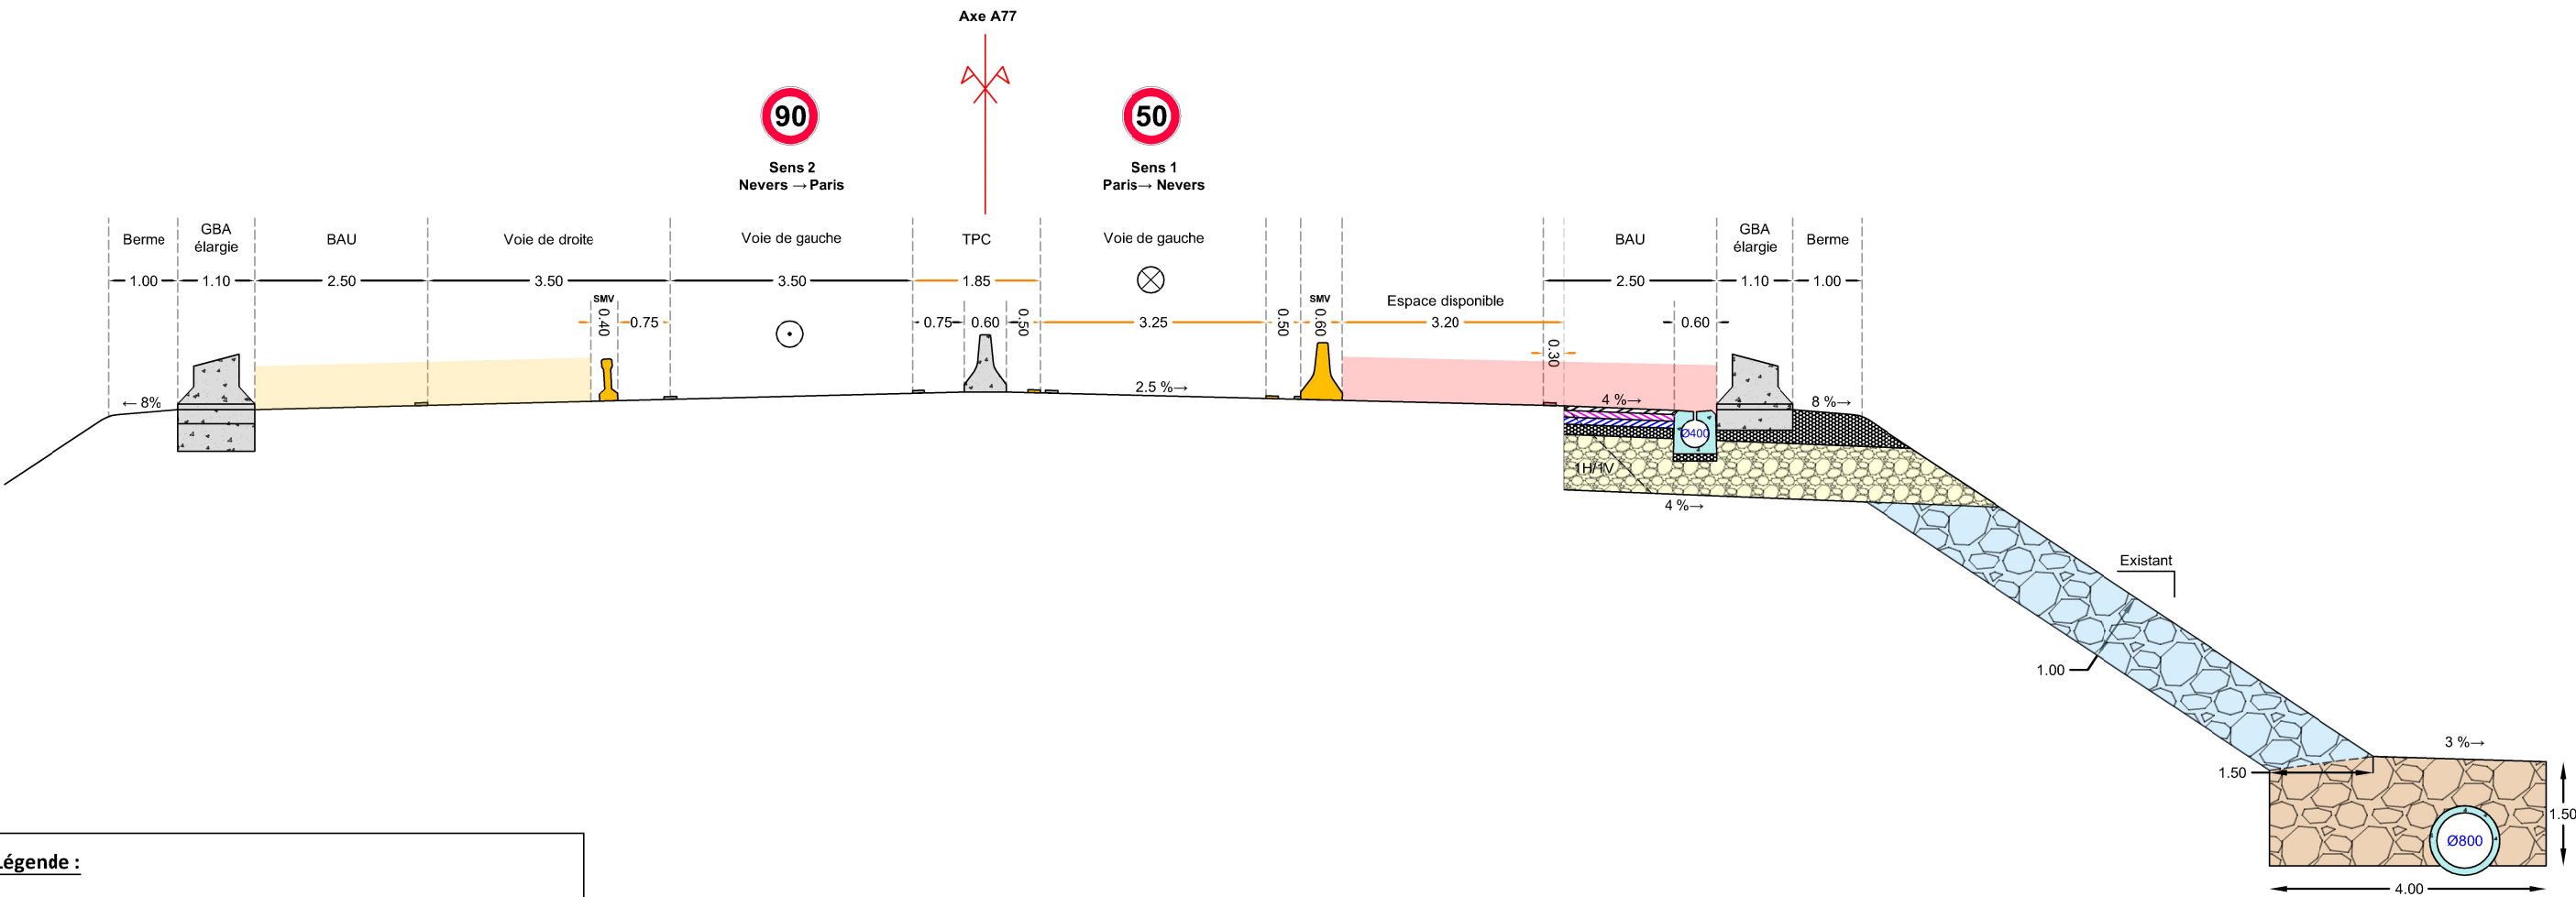 Axe A77
90
50
Sens 2
Nevers → Paris
Sens 1
Paris→ Nevers
Berme
GBA
élargie
BAU
Voie de droite
Voie de gauche
TPC
Voie de gauche
BAU
GBA
élargie
Berme
1.00
1.10
2.50
3.50
3.50
1.85
2.50
1.10
1.00
SMV
SMV
Espace disponible
0.40
0.75
0.75
0.60
0.50
3.25
0.50
0.60
3.20
0.30
0.60
← 8%
2.5 %→
4 %→
8 %→
Ø400
1H/1V
4 %→
Existant
1.00
3 %→
1.50
1.50
Ø800
4.00
Légende :